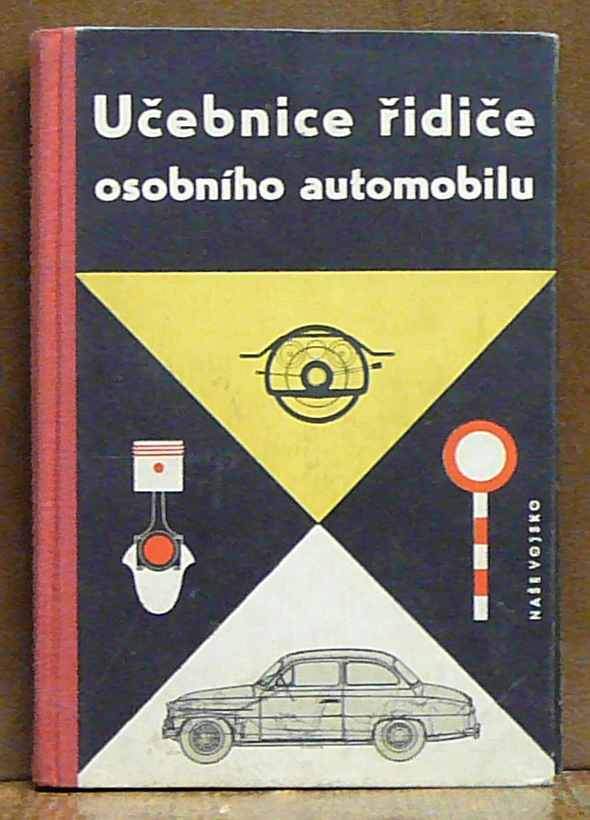 Učebnice řidiče
osobního automobilu
NAŠE VOJSKO